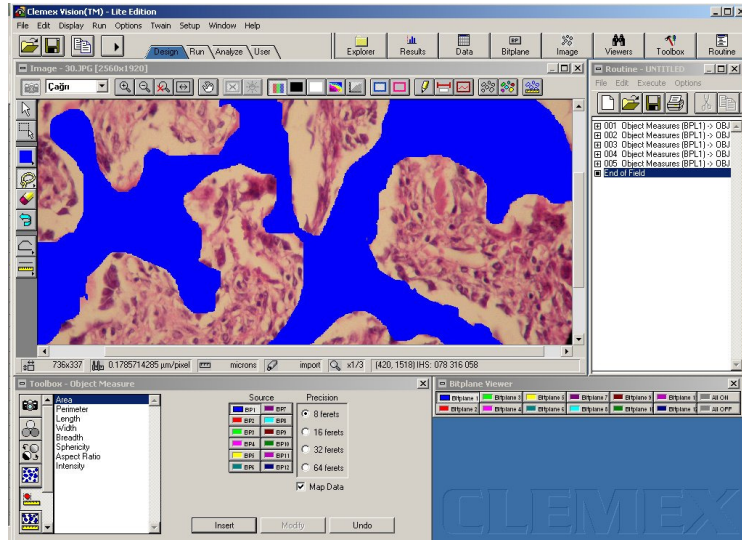 Clemex Vision(TM) - Lite Edition
File Edit Display Run Options Twain Setup Window Help
Design Run Analyze User
Explorer Results Data Bitplane Image Viewers Toolbox Routine
Image - 30.JPG [2560x1920]
Çağrı
736x337 0.1785714285 µm/pixel microns import x1/3 (420, 1518) IHS: 078 316 058
Routine - UNTITLED
File Edit Execute Options
001 Object Measures (BPL1) -> OBJ
002 Object Measures (BPL1) -> OBJ
003 Object Measures (BPL1) -> OBJ
004 Object Measures (BPL1) -> OBJ
005 Object Measures (BPL1) -> OBJ
End of Field
Toolbox - Object Measure
Area
Perimeter
Length
Width
Breadth
Sphericity
Aspect Ratio
Intensity
Source
BP1 BP7
BP2 BP8
BP3 BP9
BP4 BP10
BP5 BP11
BP6 BP12
Precision
8 ferets
16 ferets
32 ferets
64 ferets
Map Data
Insert Modify Undo
Bitplane Viewer
Bitplane 1 Bitplane 3 Bitplane 5 Bitplane 7 Bitplane 9 Bitplane 1 All ON
Bitplane 2 Bitplane 4 Bitplane 6 Bitplane 8 Bitplane 1 Bitplane 1 All OFF
CLEMEX